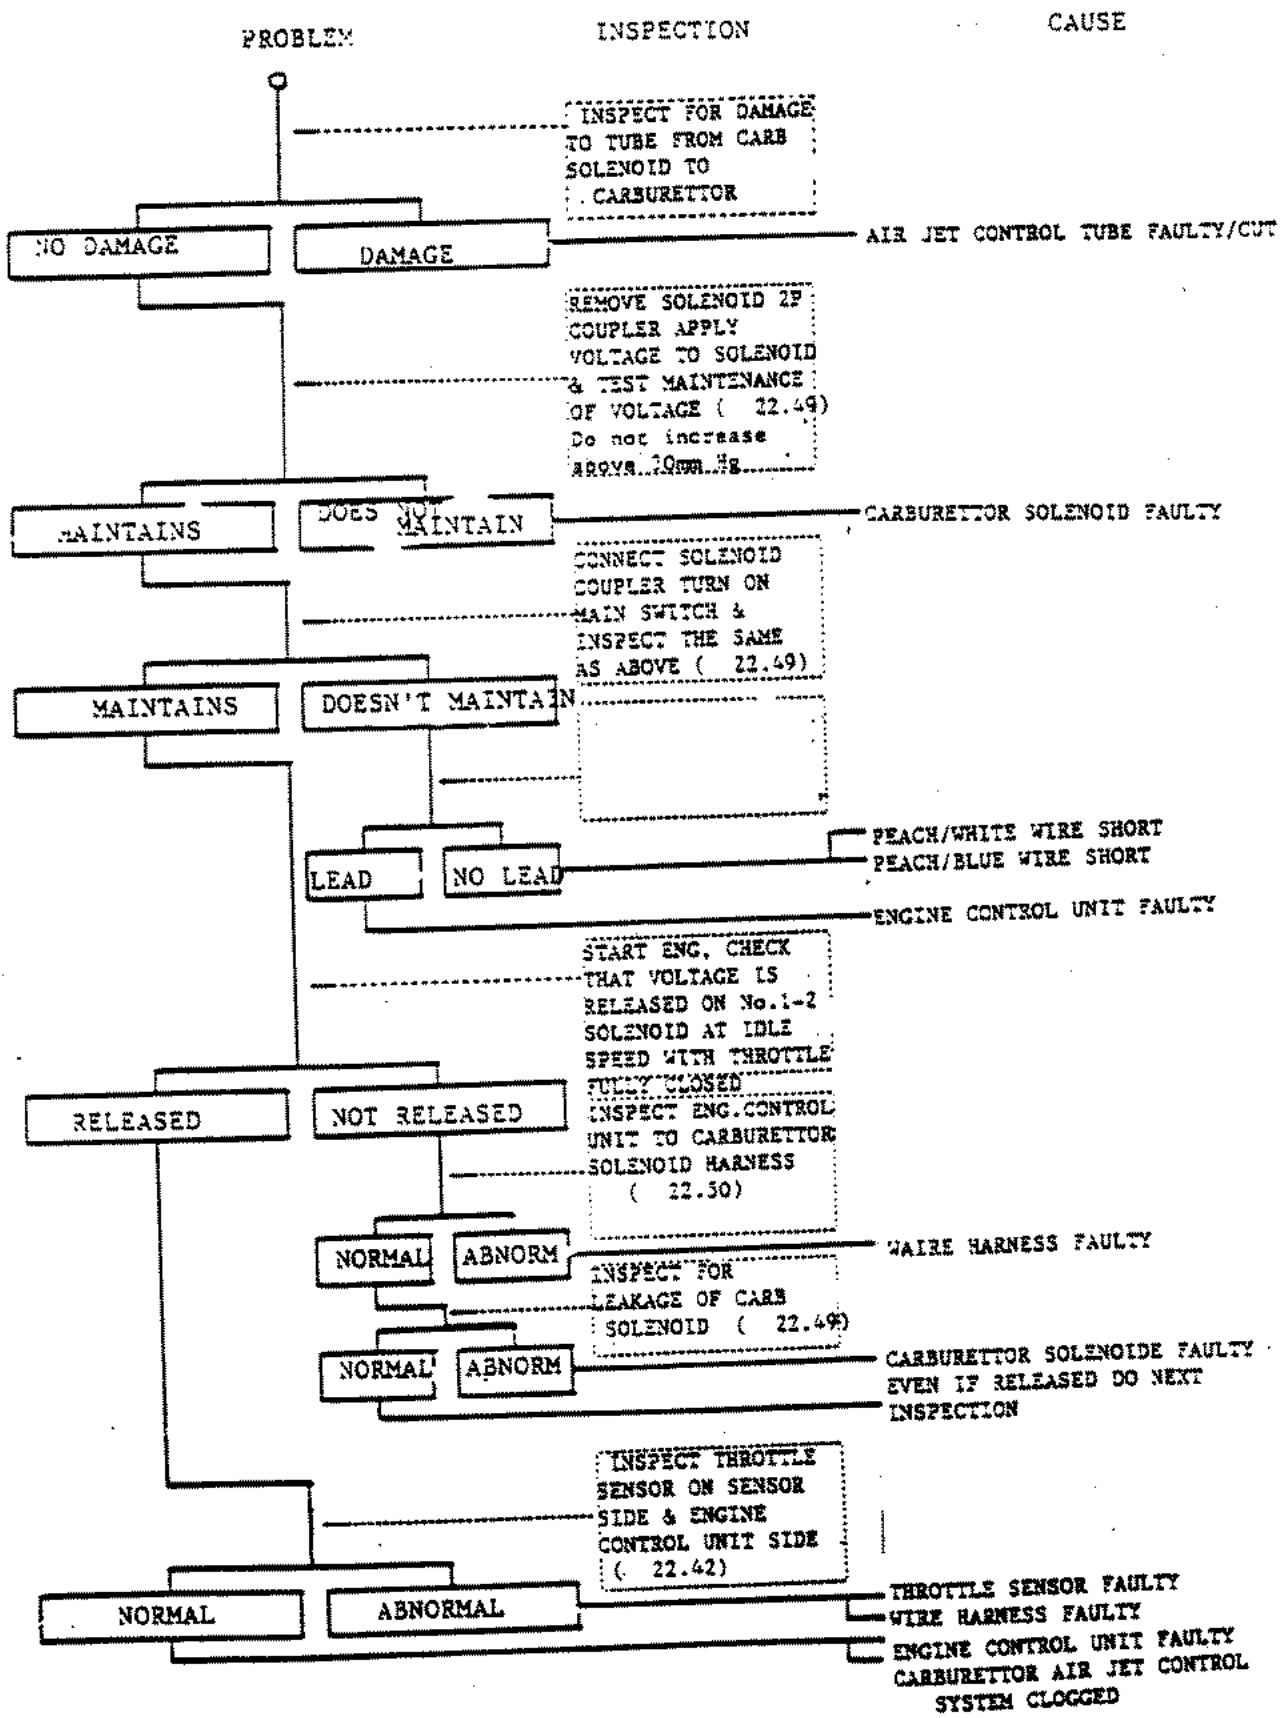 PROBLEM
INSPECTION
CAUSE
INSPECT FOR DAMAGE
TO TUBE FROM CARB
SOLENOID TO
CARBURETTOR
NO DAMAGE
DAMAGE
AIR JET CONTROL TUBE FAULTY/CUT
REMOVE SOLENOID 2P
COUPLER APPLY
VOLTAGE TO SOLENOID
& TEST MAINTENANCE
OF VOLTAGE ( 22.49)
Do not increase
above mm Hg
MAINTAINS
DOES NOT
MAINTAIN
CARBURETTOR SOLENOID FAULTY
CONNECT SOLENOID
COUPLER TURN ON
MAIN SWITCH &
INSPECT THE SAME
AS ABOVE ( 22.49)
MAINTAINS
DOESN'T MAINTAIN
LEAD
NO LEAD
PEACH/WHITE WIRE SHORT
PEACH/BLUE WIRE SHORT
ENGINE CONTROL UNIT FAULTY
START ENG, CHECK
THAT VOLTAGE IS
RELEASED ON No.1-2
SOLENOID AT IDLE
SPEED WITH THROTTLE
FULLY CLOSED
RELEASED
NOT RELEASED
INSPECT ENG.CONTROL
UNIT TO CARBURETTOR
SOLENOID HARNESS
( 22.50)
NORMAL
ABNORM
WAIRE HARNESS FAULTY
INSPECT FOR
LEAKAGE OF CARB
SOLENOID ( 22.49)
NORMAL
ABNORM
CARBURETTOR SOLENOIDE FAULTY
EVEN IF RELEASED DO NEXT
INSPECTION
INSPECT THROTTLE
SENSOR ON SENSOR
SIDE & ENGINE
CONTROL UNIT SIDE
( 22.42)
NORMAL
ABNORMAL
THROTTLE SENSOR FAULTY
WIRE HARNESS FAULTY
ENGINE CONTROL UNIT FAULTY
CARBURETTOR AIR JET CONTROL
SYSTEM CLOGGED